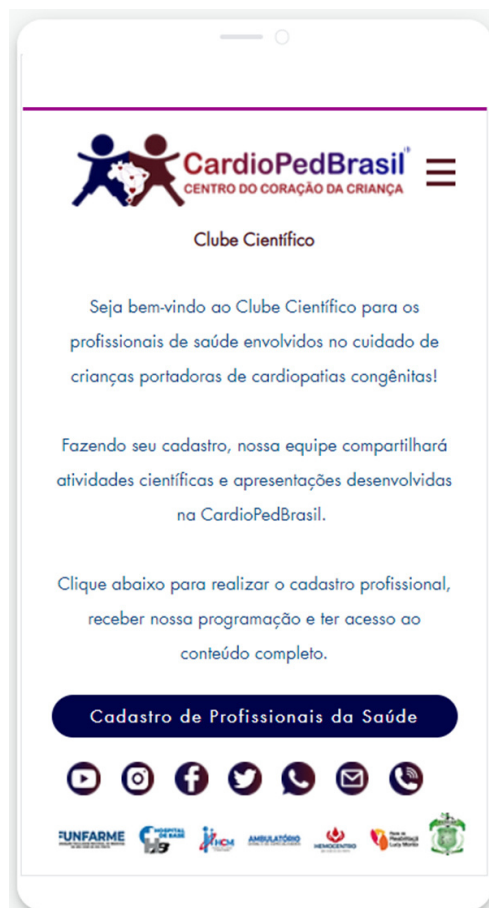 CardioPedBrasil
CENTRO DO CORAÇÃO DA CRIANÇA
Clube Científico
Seja bem-vindo ao Clube Científico para os
profissionais de saúde envolvidos no cuidado de
crianças portadoras de cardiopatias congênitas!
Fazendo seu cadastro, nossa equipe compartilhará
atividades científicas e apresentações desenvolvidas
na CardioPedBrasil.
Clique abaixo para realizar o cadastro profissional,
receber nossa programação e ter acesso ao
conteúdo completo.
Cadastro de Profissionais da Saúde
FUNFARME
HOSPITAL
DE BASE
HCM
AMBULATÓRIO
HEMOCENTRO
Lucy Montoro